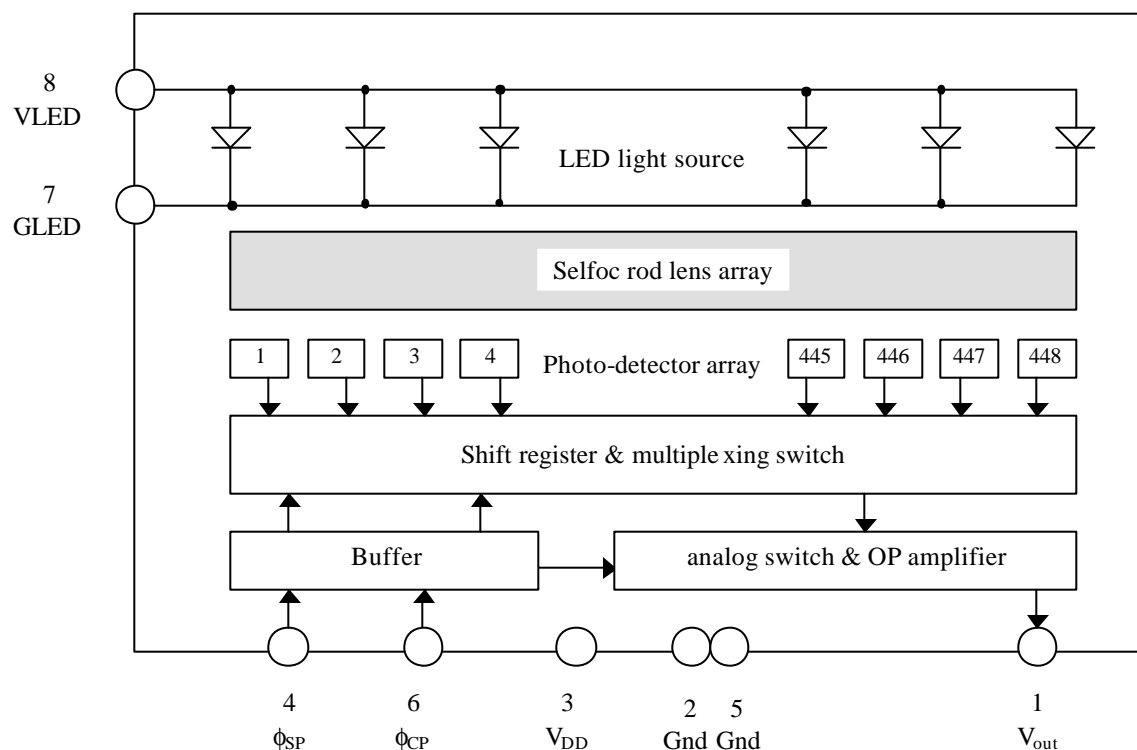 8
VLED
LED light source
7
GLED
Selfoc rod lens array
1 2 3 4 Photo-detector array 445 446 447 448
Shift register & multiple xing switch
Buffer analog switch & OP amplifier
4 6 3 2 5 1
ϕSP ϕCP VDD Gnd Gnd Vout